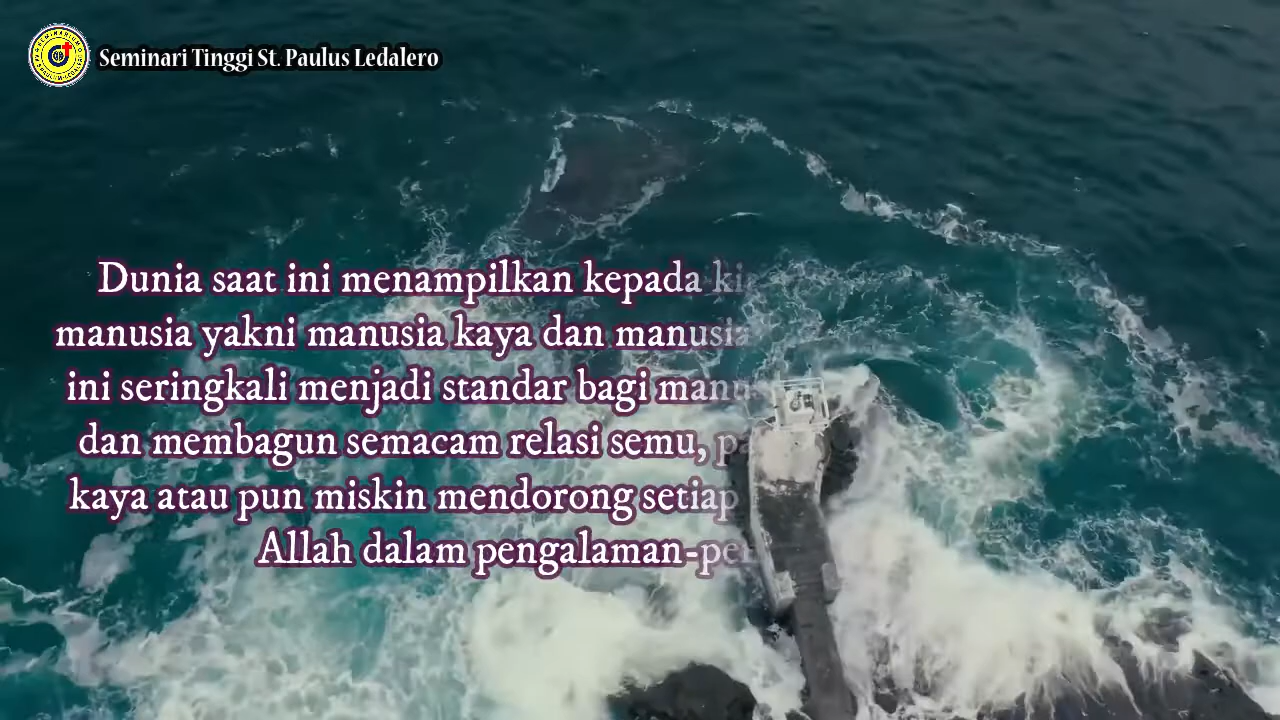 Seminari Tinggi St. Paulus Ledalero
Dunia saat ini menampilkan kepada
manusia yakni manusia kaya dan manusia
ini seringkali menjadi standar bagi
dan membagun semacam relasi semu,
kaya atau pun miskin mendorong setiap
Allah dalam